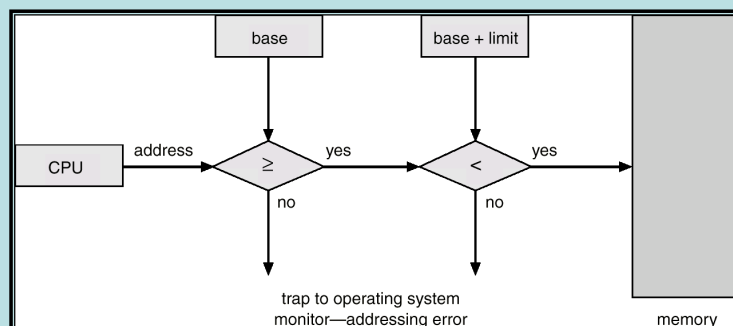 base
base + limit
CPU
address
≥
yes
<
yes
no
no
trap to operating system
monitor—addressing error
memory